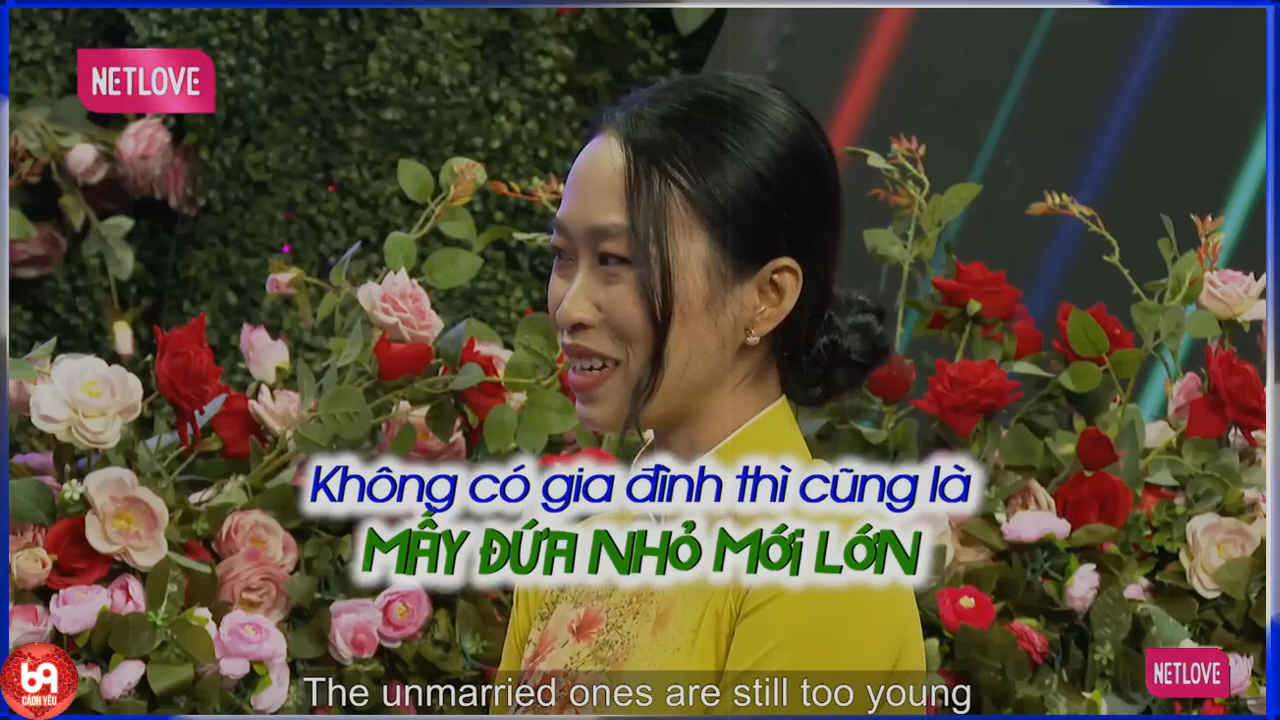 NETLOVE
Không có gia đình thì cũng là
MẤY ĐỨA NHỎ MỚI LỚN
The unmarried ones are still too young
NETLOVE
CÁCH YÊU